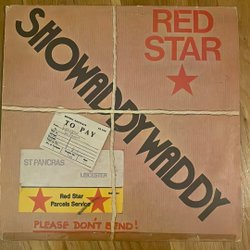 RED
STAR
SHOWADDYWADDY
TO PAY
ST PANCRAS
LEICESTER
Red Star
Parcels Service
PLEASE DON'T BEND!